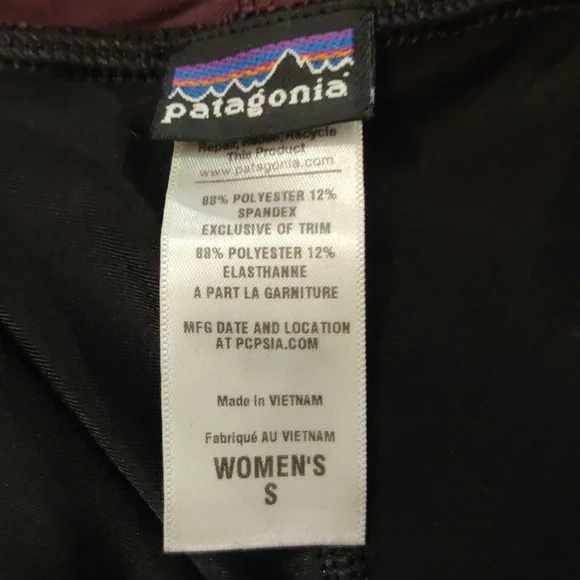 patagonia
Repair, Reuse, Recycle
This Product
www.patagonia.com
88% POLYESTER 12%
SPANDEX
EXCLUSIVE OF TRIM
88% POLYESTER 12%
ELASTHANNE
A PART LA GARNITURE
MFG DATE AND LOCATION
AT PCPSIA.COM
Made in VIETNAM
Fabriqué AU VIETNAM
WOMEN'S
S